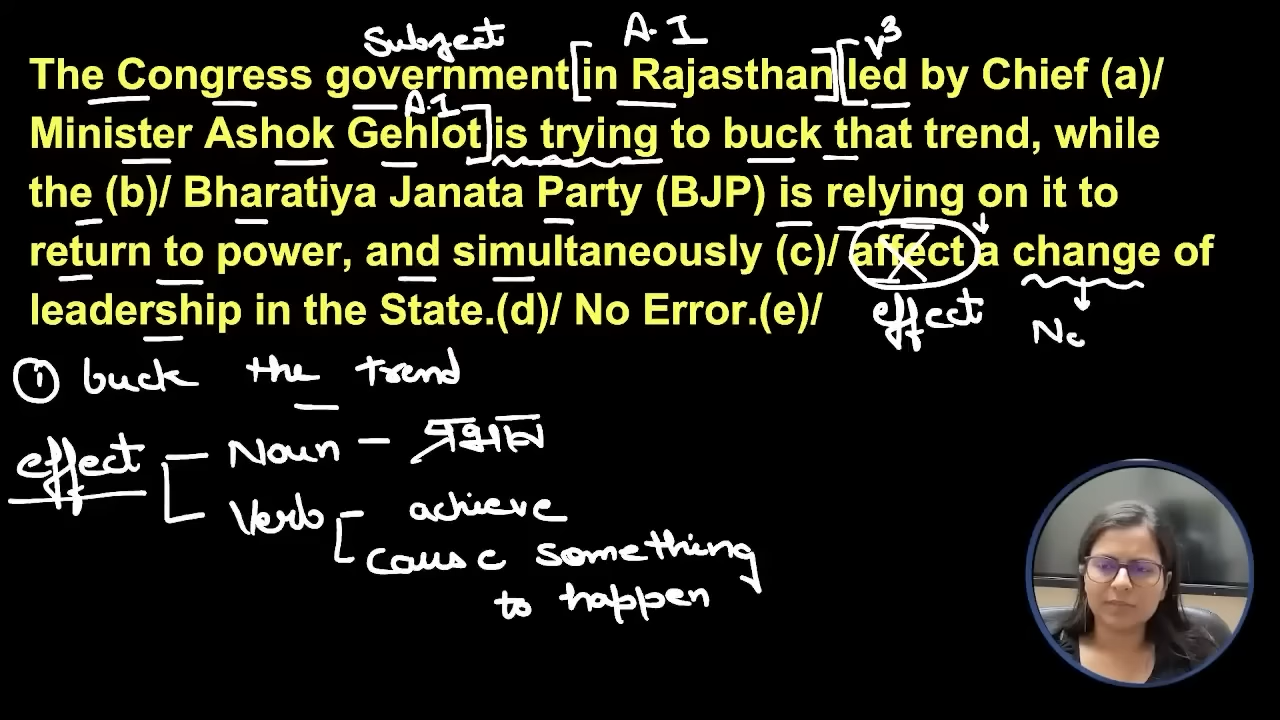 Subject A.I V3
The Congress government [in Rajasthan] [led by Chief (a)/
A.I
Minister Ashok Gehlot] is trying to buck that trend, while
the (b)/ Bharatiya Janata Party (BJP) is relying on it to
return to power, and simultaneously (c)/ affect a change of
leadership in the State.(d)/ No Error.(e)/
effect
① buck the trend
effect - Noun - प्रभाव
Verb - achieve
cause something
to happen